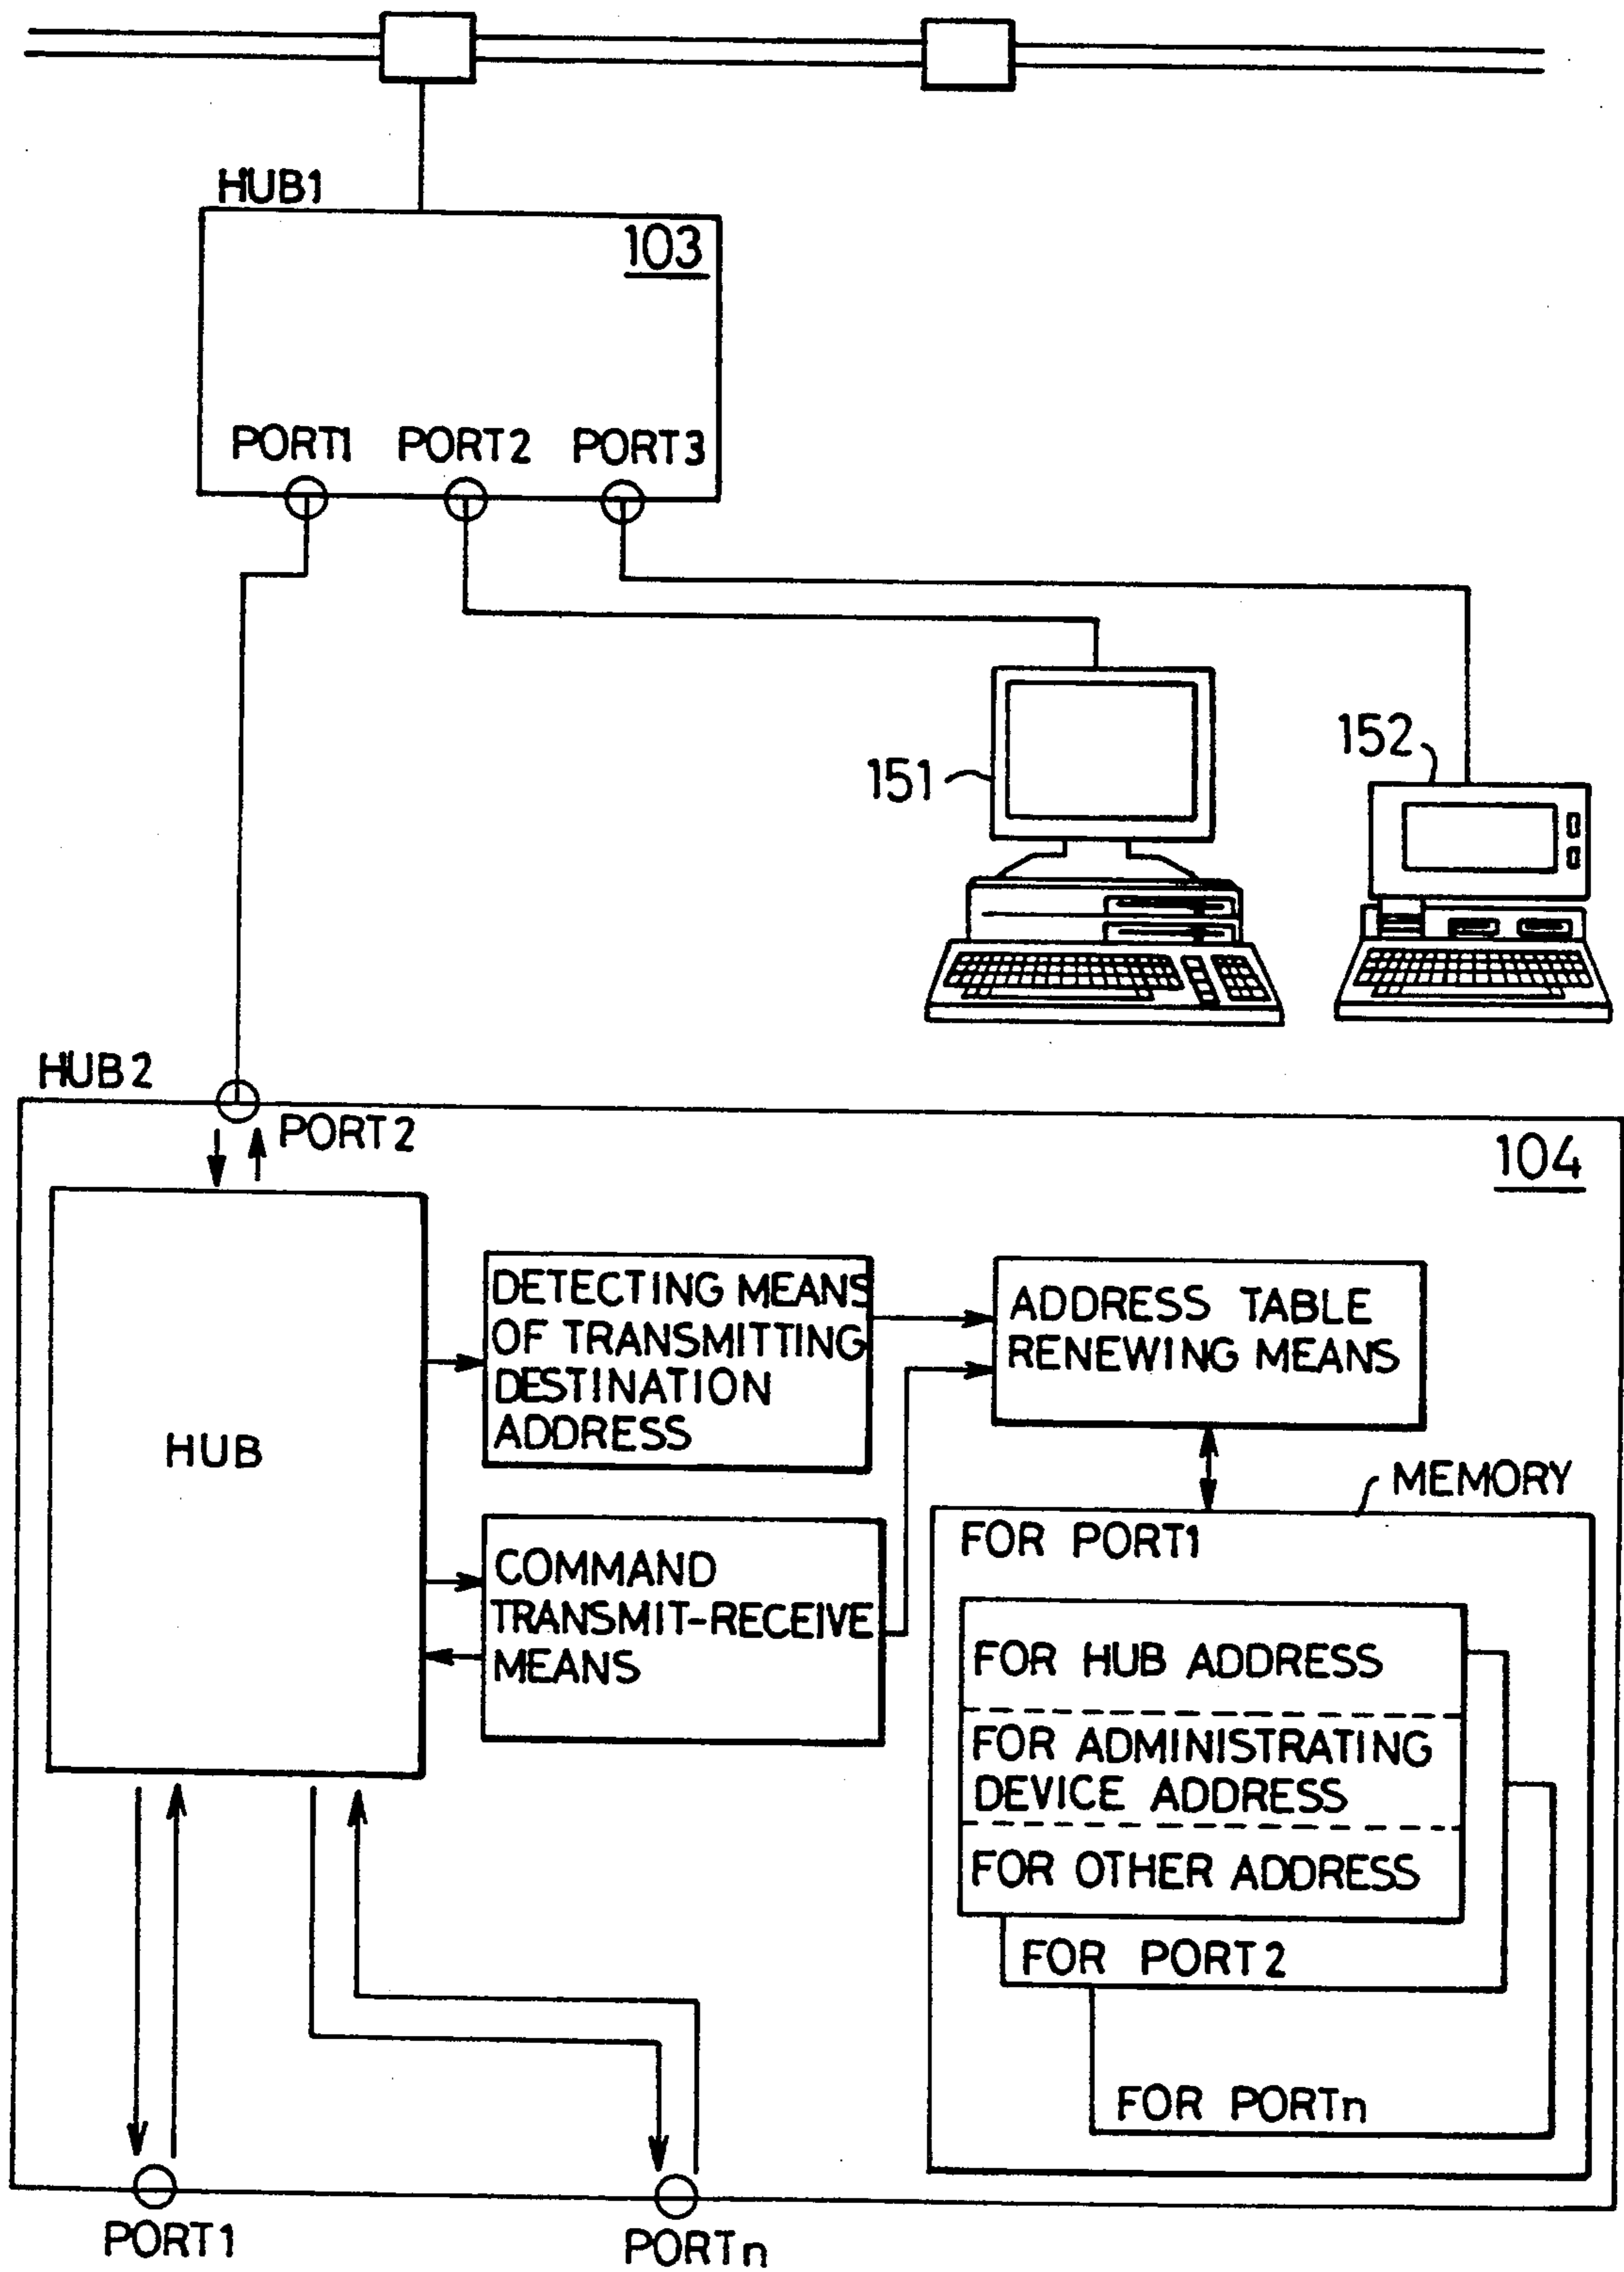 HUB1
103
PORT1 PORT2 PORT3
151
152
HUB2
PORT2
104
HUB
DETECTING MEANS
OF TRANSMITTING
DESTINATION
ADDRESS
ADDRESS TABLE
RENEWING MEANS
COMMAND
TRANSMIT-RECEIVE
MEANS
MEMORY
FOR PORT1
FOR HUB ADDRESS
FOR ADMINISTRATING
DEVICE ADDRESS
FOR OTHER ADDRESS
FOR PORT2
FOR PORTn
PORT1
PORTn